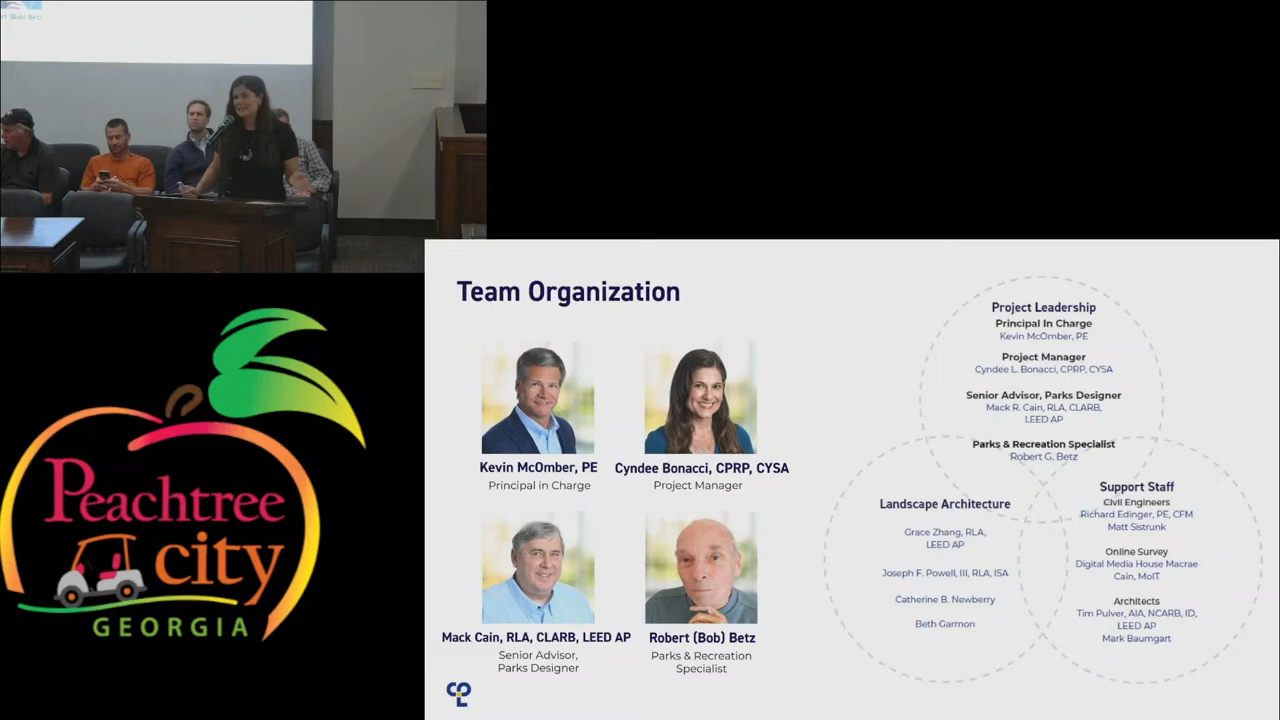 rt (Bob) Betz
Peachtree
city
GEORGIA
Team Organization
Kevin McOmber, PE
Principal in Charge
Cyndee Bonacci, CPRP, CYSA
Project Manager
Mack Cain, RLA, CLARB, LEED AP
Senior Advisor,
Parks Designer
Robert (Bob) Betz
Parks & Recreation
Specialist
CPL
Project Leadership
Principal In Charge
Kevin McOmber, PE
Project Manager
Cyndee L. Bonacci, CPRP, CYSA
Senior Advisor, Parks Designer
Mack R. Cain, RLA, CLARB,
LEED AP
Parks & Recreation Specialist
Robert G. Betz
Landscape Architecture
Grace Zhang, RLA,
LEED AP
Joseph F. Powell, III, RLA, ISA
Catherine B. Newberry
Beth Garmon
Support Staff
Civil Engineers
Richard Edinger, PE, CFM
Matt Sistrunk
Online Survey
Digital Media House Macrae
Cain, MoIT
Architects
Tim Pulver, AIA, NCARB, ID,
LEED AP
Mark Baumgart